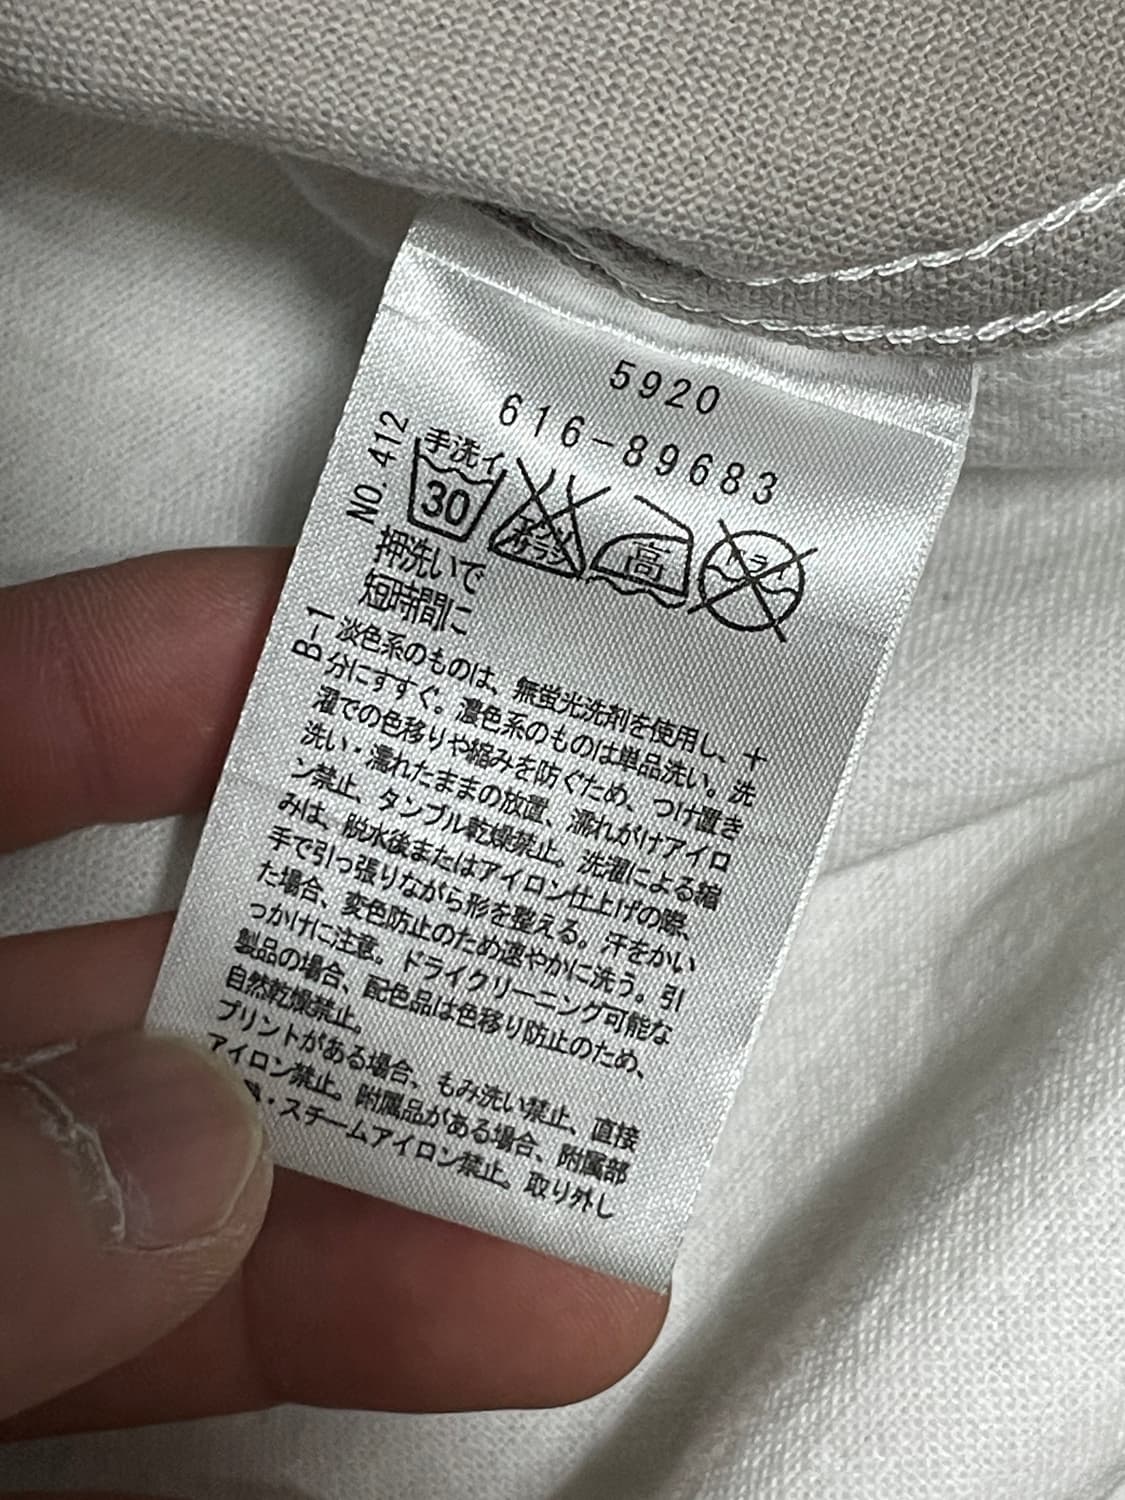 5920
616-89683
NO. 412
手洗イ
30
エンソ
サラシ
高
ドライ
押洗いで
短時間に
B-1
淡色系のものは、無蛍光洗剤を使用し、十
分にすすぐ。濃色系のものは単品洗い。洗
濯での色移りや縮みを防ぐため、つけ置き
洗い・濡れたままの放置、濡れがけアイロ
ン禁止、タンブル乾燥禁止。洗濯による縮
みは、脱水後またはアイロン仕上げの際、
手で引っ張りながら形を整える。汗をかい
た場合、変色防止のため速やかに洗う。引
っかけに注意。ドライクリーニング可能な
製品の場合、配色品は色移り防止のため、
自然乾燥禁止。
プリントがある場合、もみ洗い禁止、直接
アイロン禁止。附属品がある場合、附属部
・スチームアイロン禁止。取り外し